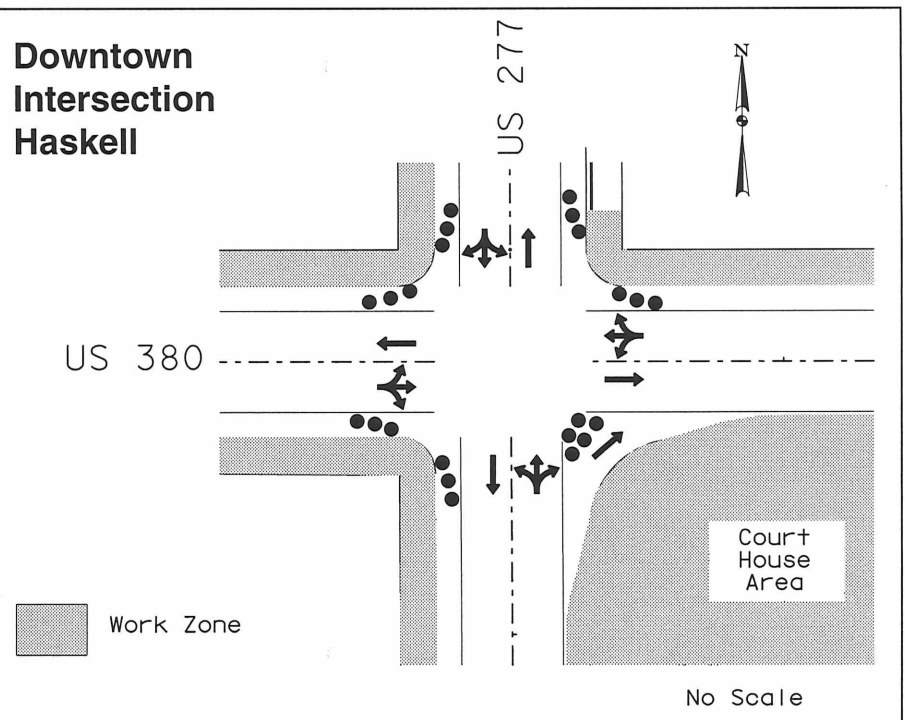 Downtown
Intersection
Haskell
US 277
N
US 380
Court
House
Area
Work Zone
No Scale